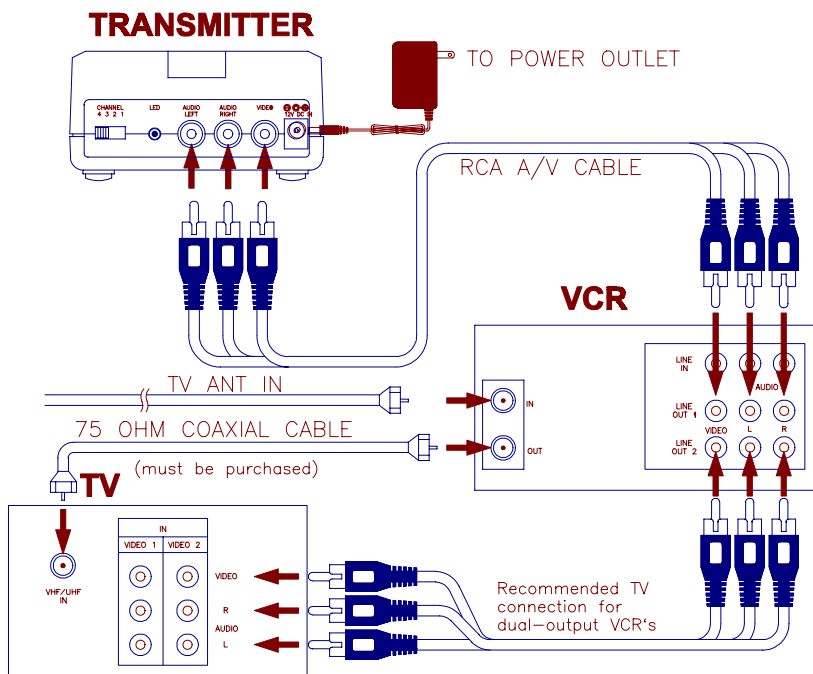 TRANSMITTER
TO POWER OUTLET
CHANNEL
4 3 2 1
LED
AUDIO
LEFT
AUDIO
RIGHT
VIDEO
12V DC IN
RCA A/V CABLE
VCR
TV ANT IN
IN
LINE
IN
AUDIO
LINE
OUT 1
VIDEO
L
R
LINE
OUT 2
75 OHM COAXIAL CABLE
OUT
(must be purchased)
TV
IN
VIDEO 1
VIDEO 2
VHF/UHF
IN
VIDEO
R
AUDIO
L
Recommended TV
connection for
dual-output VCR's